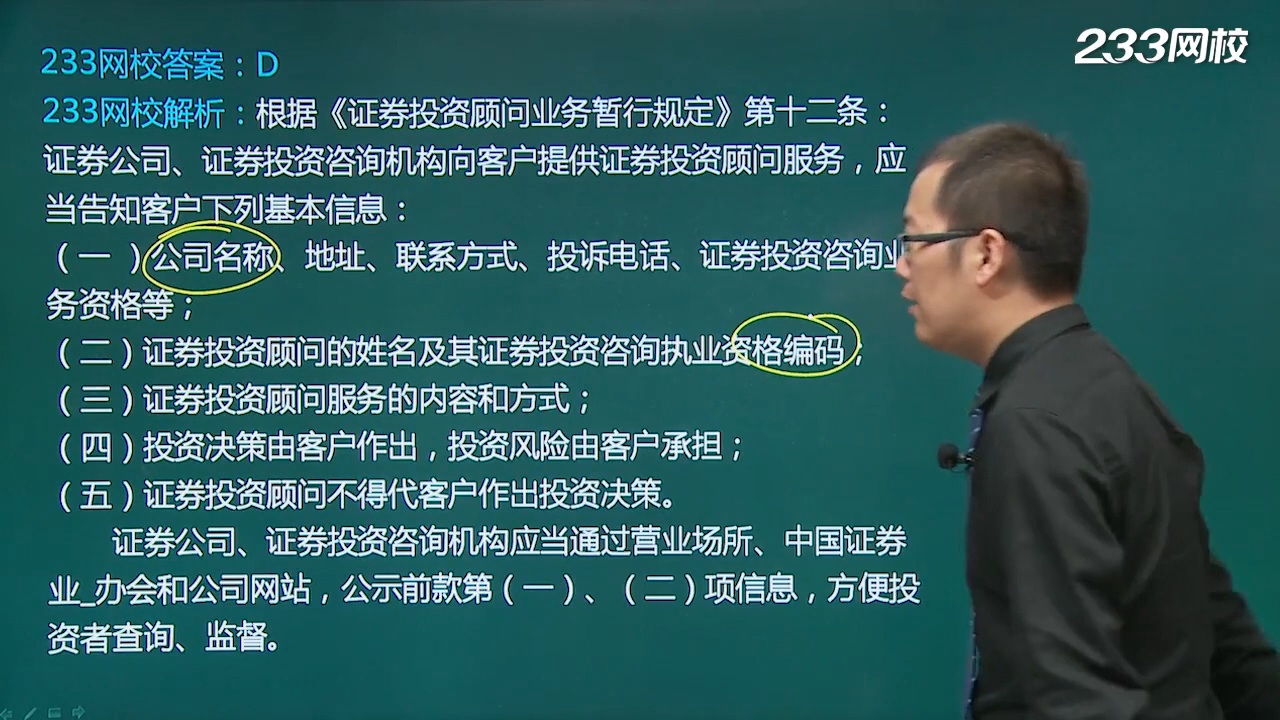 233网校
233网校答案：D
233网校解析：根据《证券投资顾问业务暂行规定》第十二条：
证券公司、证券投资咨询机构向客户提供证券投资顾问服务，应
当告知客户下列基本信息：
（一 ）公司名称、地址、联系方式、投诉电话、证券投资咨询业
务资格等；
（二）证券投资顾问的姓名及其证券投资咨询执业资格编码；
（三）证券投资顾问服务的内容和方式；
（四）投资决策由客户作出，投资风险由客户承担；
（五）证券投资顾问不得代客户作出投资决策。
证券公司、证券投资咨询机构应当通过营业场所、中国证券
业_办会和公司网站，公示前款第（一）、（二）项信息，方便投
资者查询、监督。